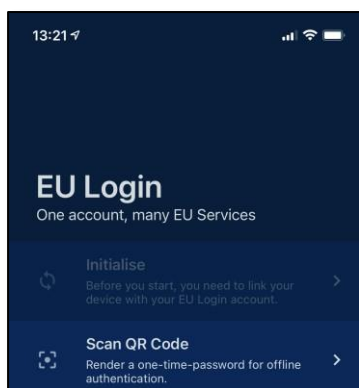 13:21
EU Login
One account, many EU Services
Initialise
Before you start, you need to link your
device with your EU Login account.
Scan QR Code
Render a one-time-password for offline
authentication.